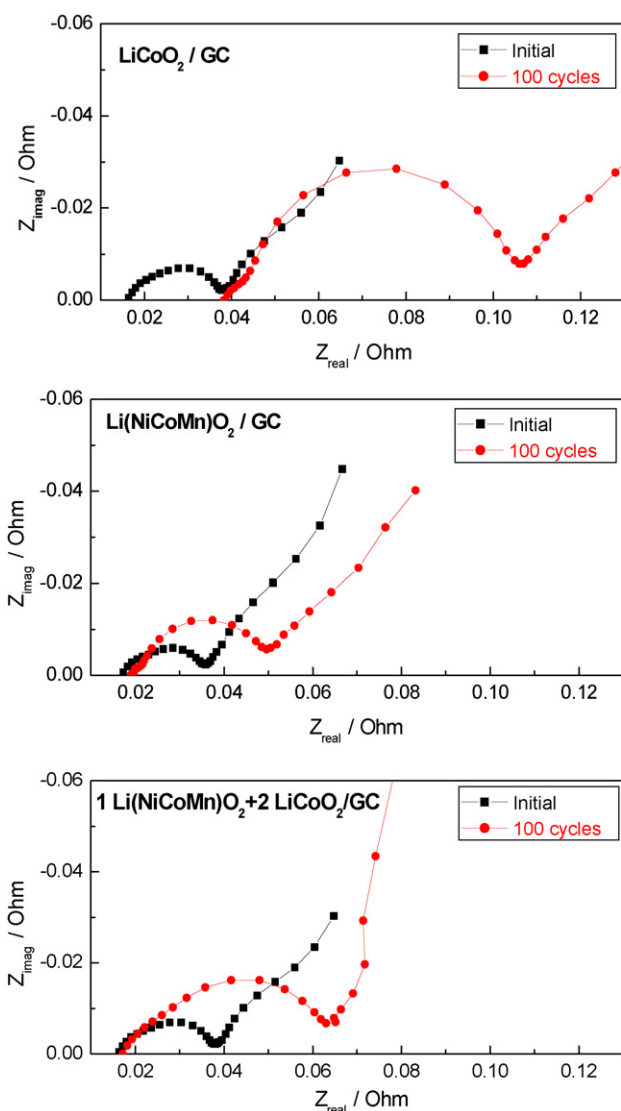 -0.06
LiCoO2 / GC
Initial
100 cycles
-0.04
-0.02
0.00
Zimag / Ohm
0.02 0.04 0.06 0.08 0.10 0.12
Zreal / Ohm
-0.06
Li(NiCoMn)O2 / GC
Initial
100 cycles
-0.04
-0.02
0.00
Zimag / Ohm
0.02 0.04 0.06 0.08 0.10 0.12
Zreal / Ohm
-0.06
1 Li(NiCoMn)O2+2 LiCoO2/GC
Initial
100 cycles
-0.04
-0.02
0.00
Zimag / Ohm
0.02 0.04 0.06 0.08 0.10 0.12
Zreal / Ohm